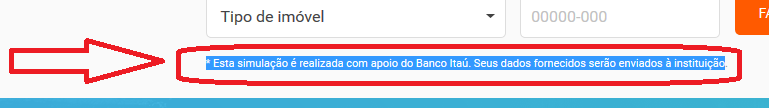 Tipo de imóvel
00000-000
FA
* Esta simulação é realizada com apoio do Banco Itaú. Seus dados fornecidos serão enviados à instituição